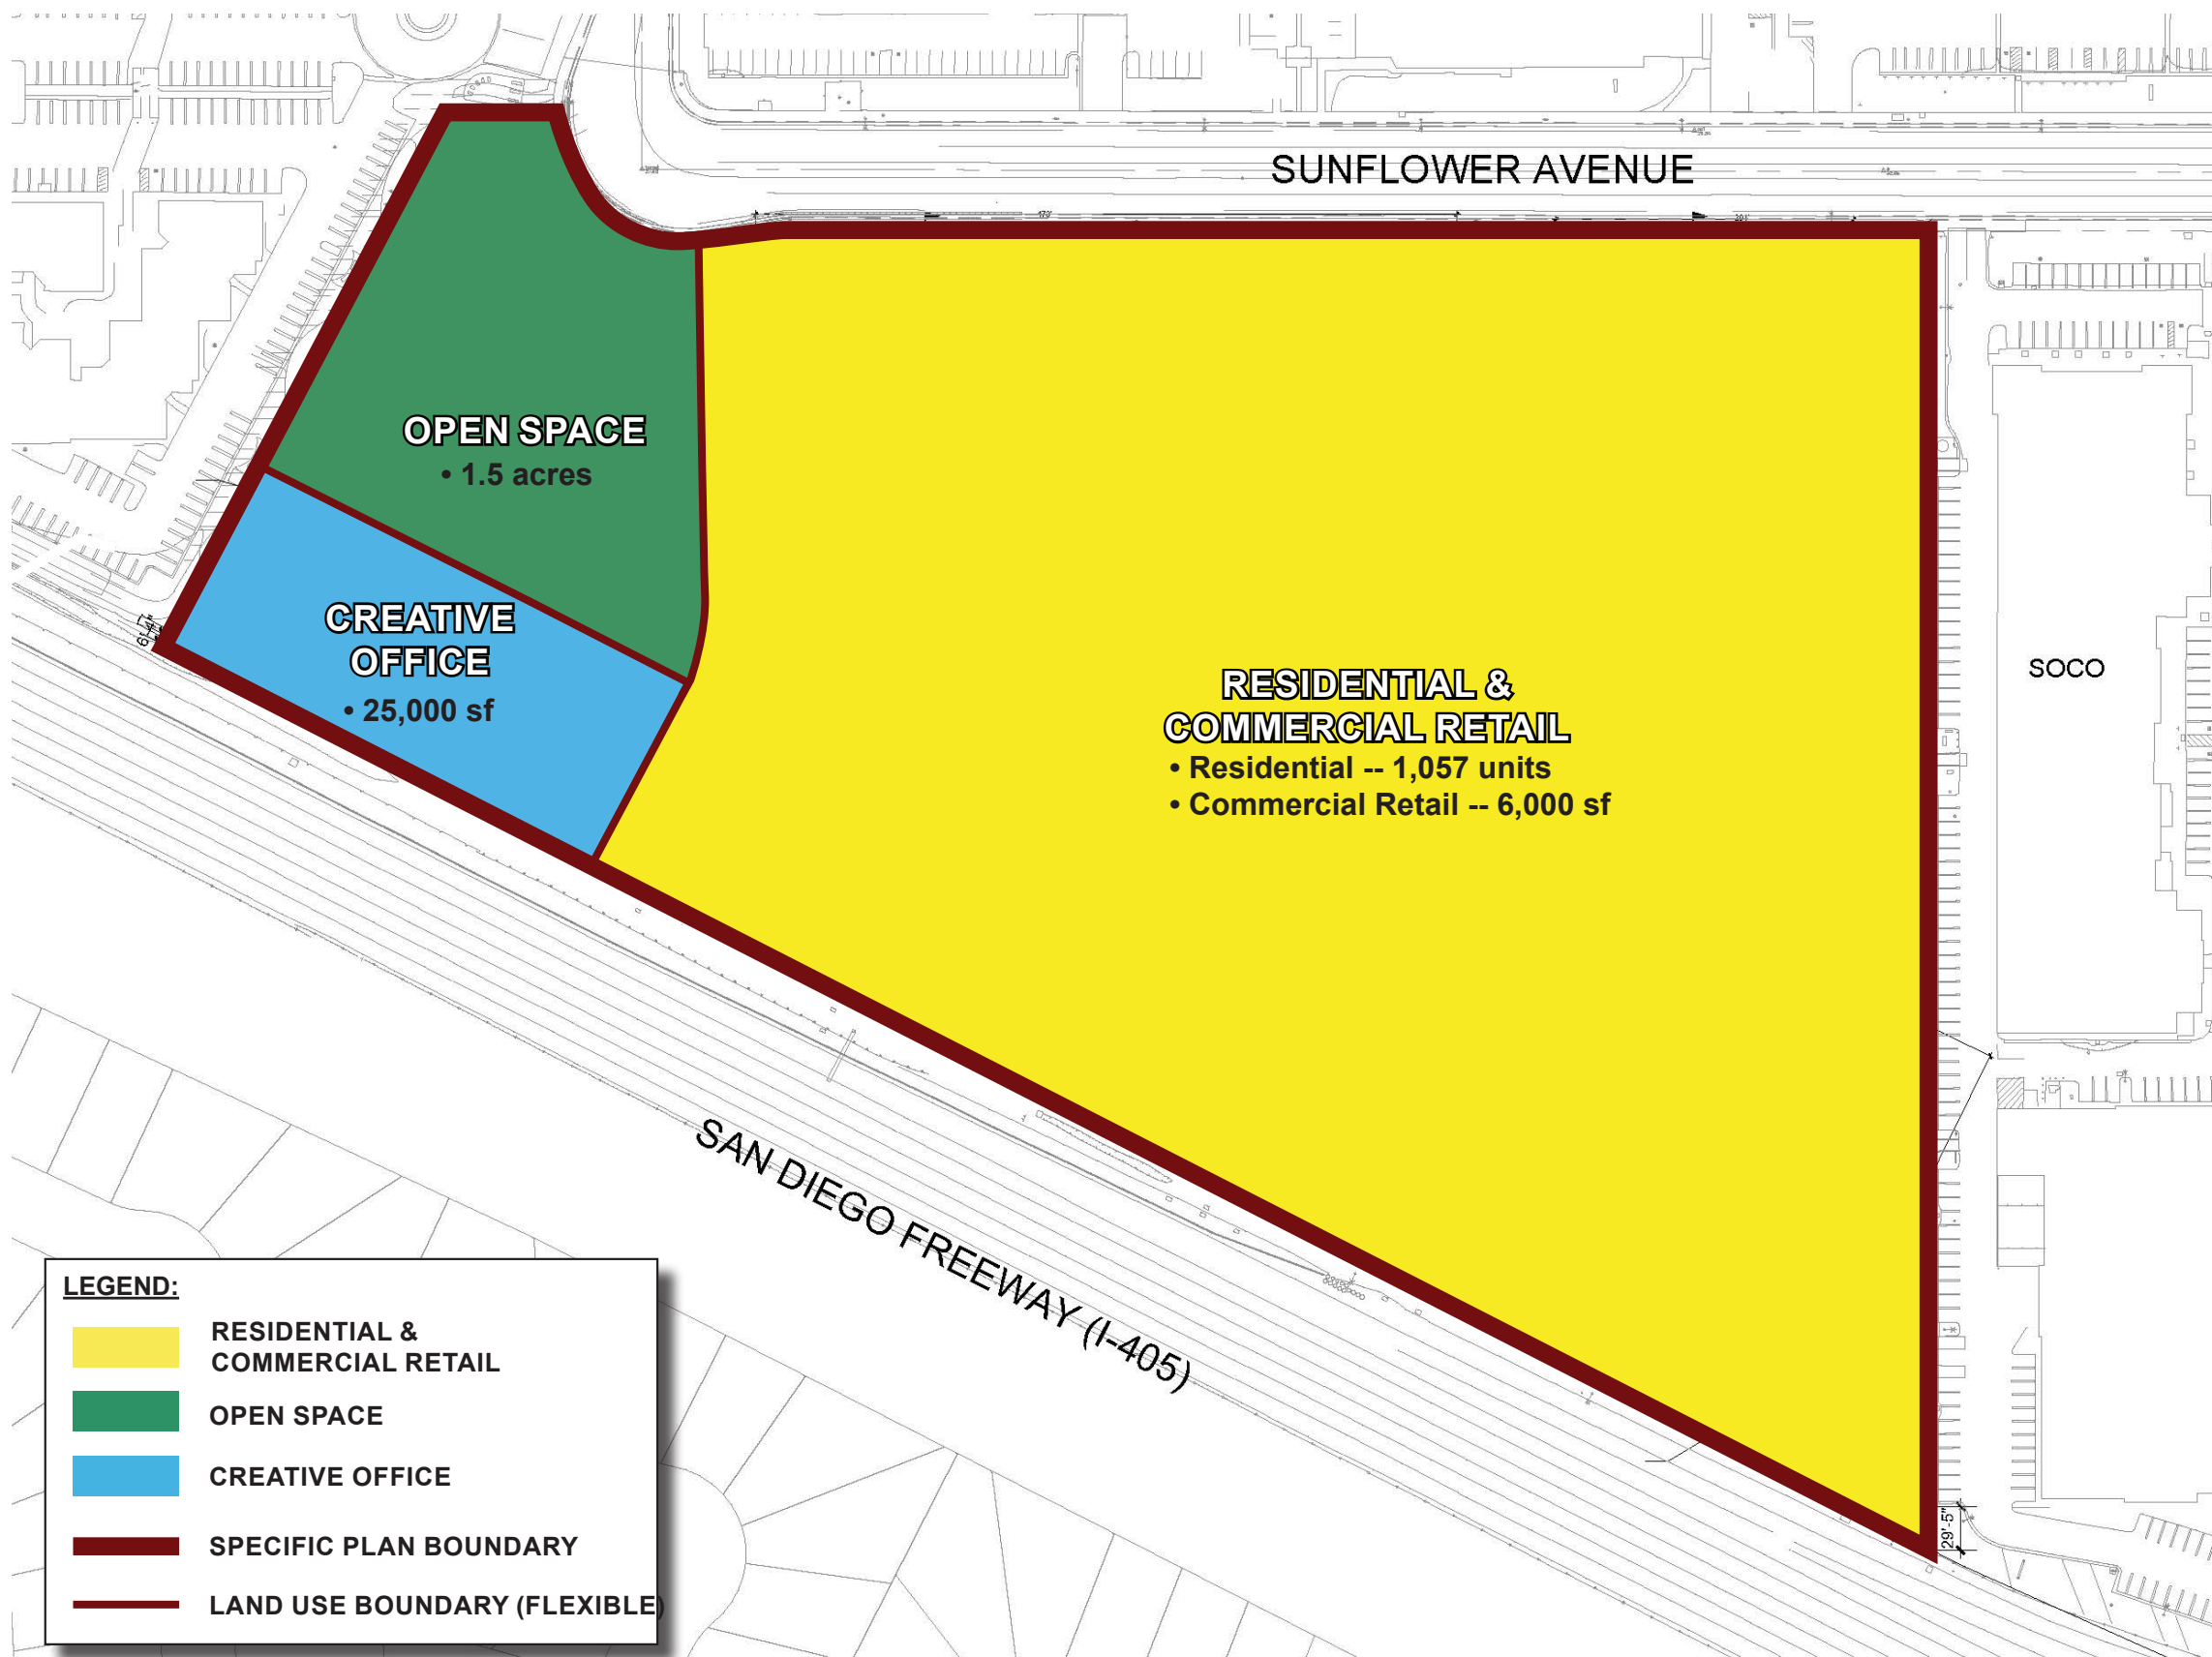 SUNFLOWER AVENUE
OPEN SPACE
• 1.5 acres
CREATIVE
OFFICE
• 25,000 sf
RESIDENTIAL &
COMMERCIAL RETAIL
• Residential -- 1,057 units
• Commercial Retail -- 6,000 sf
SOCO
SAN DIEGO FREEWAY (I-405)
29'-5"
LEGEND:
RESIDENTIAL &
COMMERCIAL RETAIL
OPEN SPACE
CREATIVE OFFICE
SPECIFIC PLAN BOUNDARY
LAND USE BOUNDARY (FLEXIBLE)